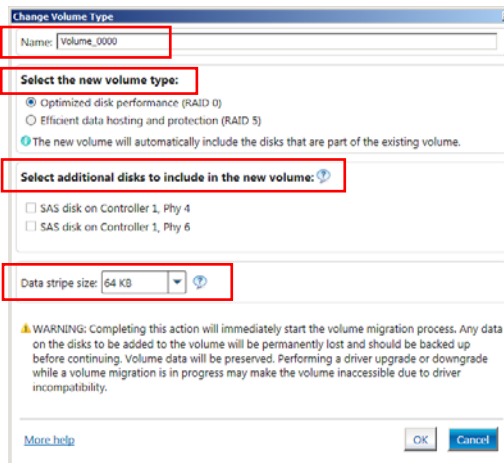 Change Volume Type
Name: Volume_0000
Select the new volume type:
Optimized disk performance (RAID 0)
Efficient data hosting and protection (RAID 5)
The new volume will automatically include the disks that are part of the existing volume.
Select additional disks to include in the new volume:
SAS disk on Controller 1, Phy 4
SAS disk on Controller 1, Phy 6
Data stripe size: 64 KB
WARNING: Completing this action will immediately start the volume migration process. Any data
on the disks to be added to the volume will be permanently lost and should be backed up
before continuing. Volume data will be preserved. Performing a driver upgrade or downgrade
while a volume migration is in progress may make the volume inaccessible due to driver
incompatibility.
More help
OK
Cancel